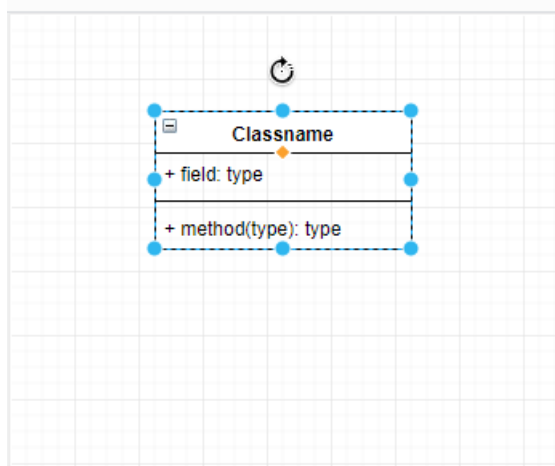 Classname
+ field: type
+ method(type): type